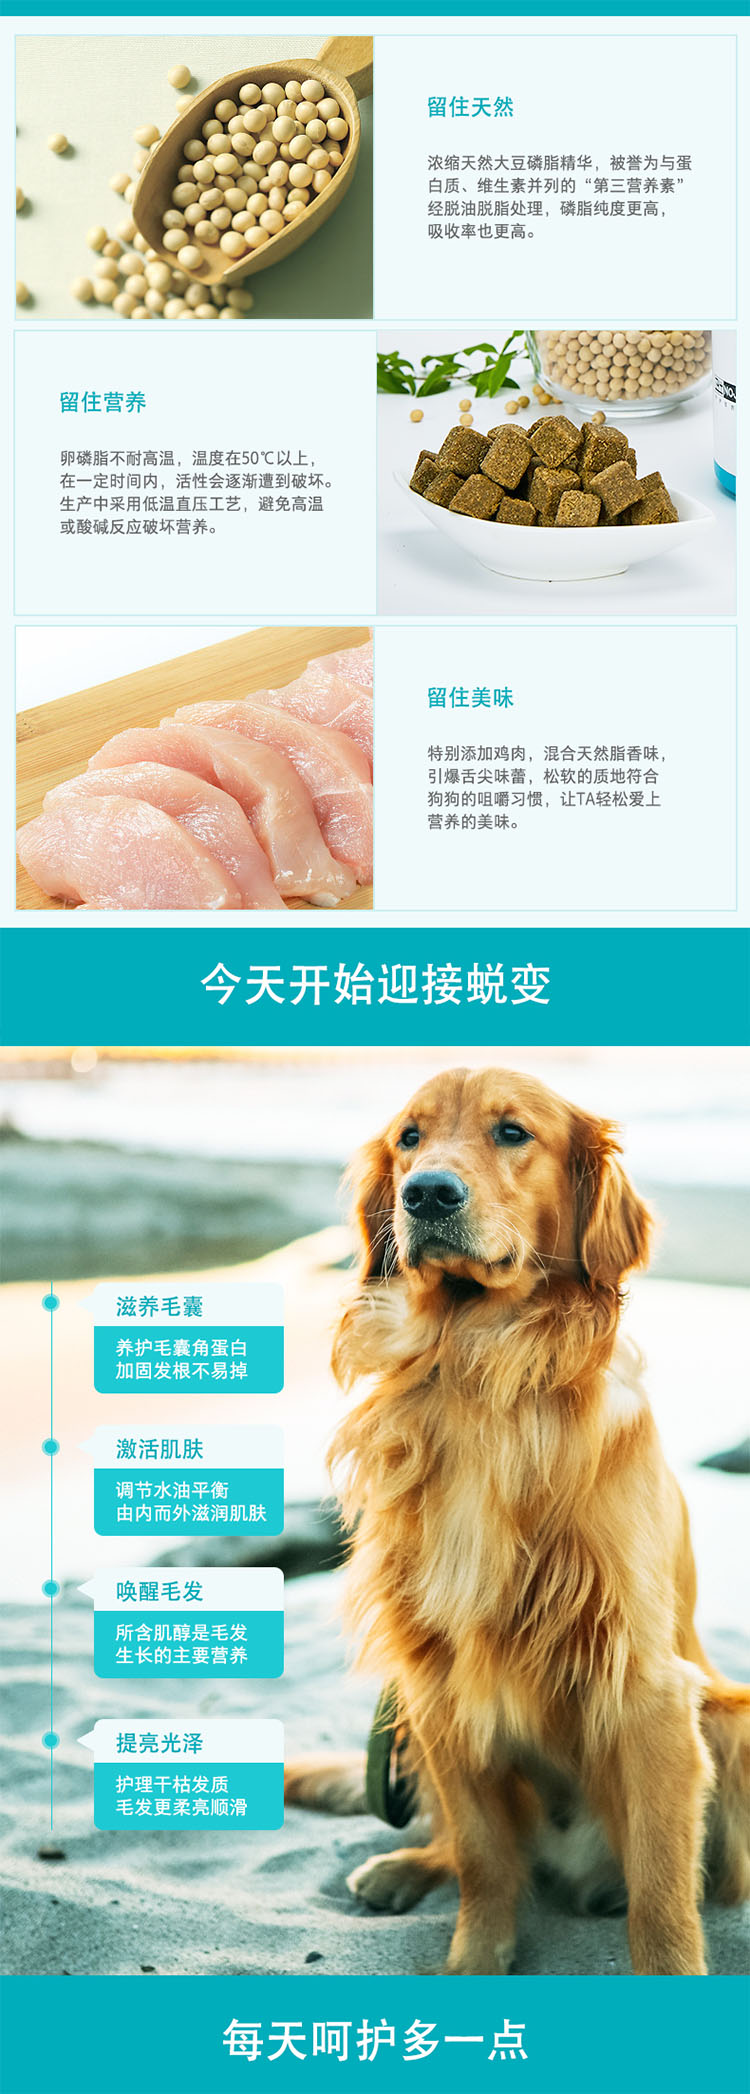 留住天然
浓缩天然大豆磷脂精华，被誉为与蛋
白质、维生素并列的“第三营养素”
经脱油脱脂处理，磷脂纯度更高，
吸收率也更高。
留住营养
卵磷脂不耐高温，温度在50℃以上，
在一定时间内，活性会逐渐遭到破坏。
生产中采用低温直压工艺，避免高温
或酸碱反应破坏营养。
留住美味
特别添加鸡肉，混合天然脂香味，
引爆舌尖味蕾，松软的质地符合
狗狗的咀嚼习惯，让TA轻松爱上
营养的美味。
今天开始迎接蜕变
滋养毛囊
养护毛囊角蛋白
加固发根不易掉
激活肌肤
调节水油平衡
由内而外滋润肌肤
唤醒毛发
所含肌醇是毛发
生长的主要营养
提亮光泽
护理干枯发质
毛发更柔亮顺滑
每天呵护多一点